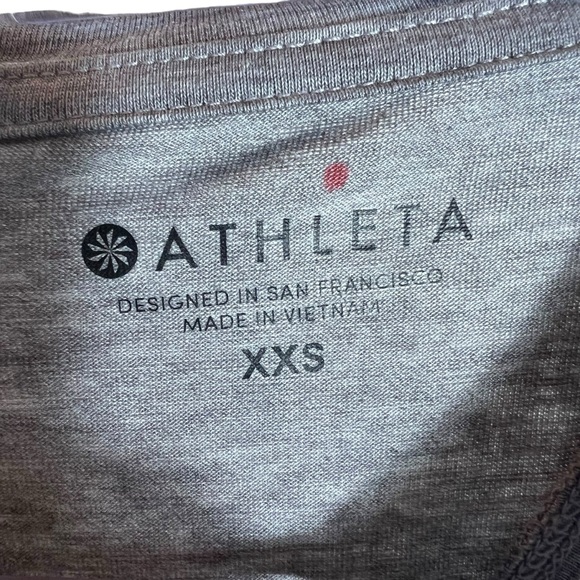 ATHLETA
DESIGNED IN SAN FRANCISCO
MADE IN VIETNAM
XXS